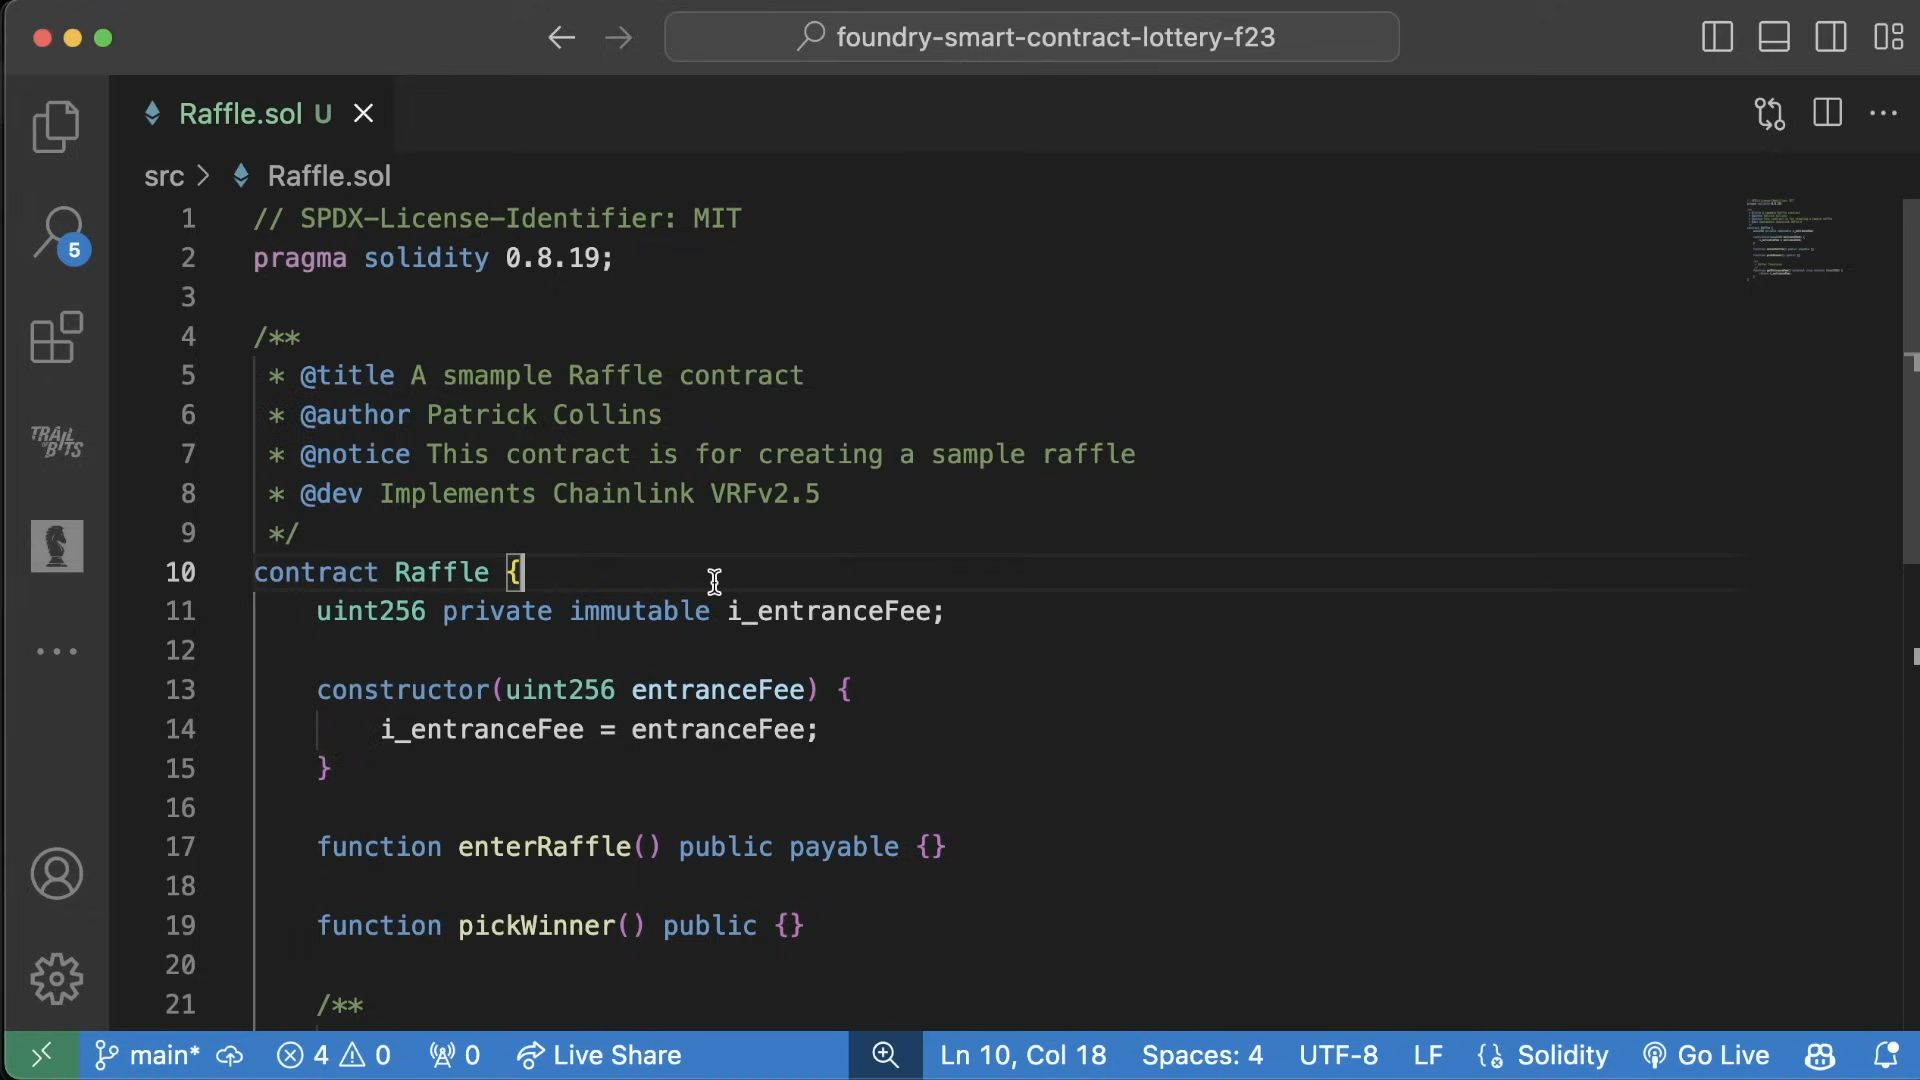 foundry-smart-contract-lottery-f23
Raffle.sol U
src > Raffle.sol
5
TRAIL OF BITS
1 // SPDX-License-Identifier: MIT
2 pragma solidity 0.8.19;
3
4 /**
5 * @title A smample Raffle contract
6 * @author Patrick Collins
7 * @notice This contract is for creating a sample raffle
8 * @dev Implements Chainlink VRFv2.5
9 */
10 contract Raffle {
11 uint256 private immutable i_entranceFee;
12
13 constructor(uint256 entranceFee) {
14 i_entranceFee = entranceFee;
15 }
16
17 function enterRaffle() public payable {}
18
19 function pickWinner() public {}
20
21 /**
main* 4 0 0 Live Share Ln 10, Col 18 Spaces: 4 UTF-8 LF Solidity Go Live